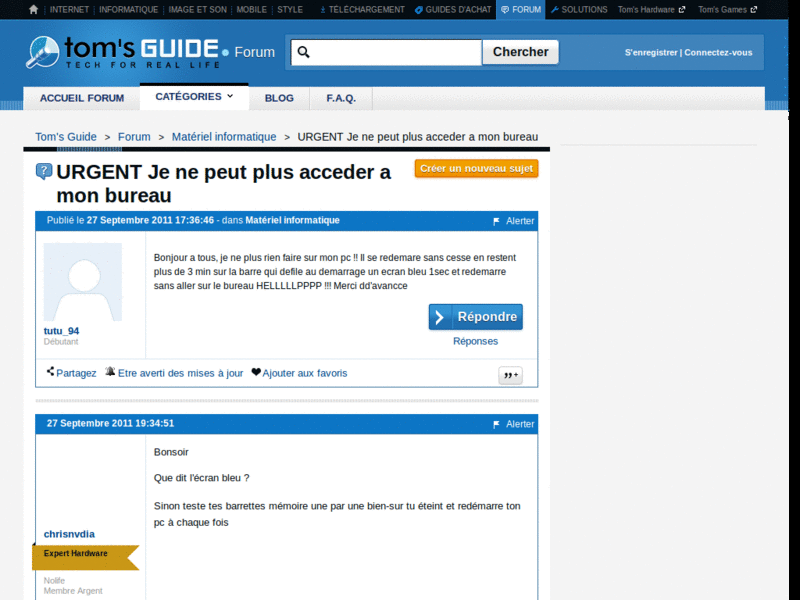 INTERNET | INFORMATIQUE | IMAGE ET SON | MOBILE | STYLE TÉLÉCHARGEMENT GUIDES D'ACHAT FORUM SOLUTIONS Tom's Hardware Tom's Games
tom's GUIDE Forum
TECH FOR REAL LIFE
Chercher
S'enregistrer | Connectez-vous
ACCUEIL FORUM CATÉGORIES BLOG F.A.Q.
Tom's Guide > Forum > Matériel informatique > URGENT Je ne peut plus acceder a mon bureau
URGENT Je ne peut plus acceder a
mon bureau
Créer un nouveau sujet
Publié le 27 Septembre 2011 17:36:46 - dans Matériel informatique Alerter
Bonjour a tous, je ne plus rien faire sur mon pc !! Il se redemare sans cesse en restent
plus de 3 min sur la barre qui defile au demarrage un ecran bleu 1sec et redemarre
sans aller sur le bureau HELLLLLPPPP !!! Merci dd'avancce
Répondre
Réponses
tutu_94
Débutant
Partagez Etre averti des mises à jour Ajouter aux favoris
27 Septembre 2011 19:34:51 Alerter
Bonsoir
Que dit l'écran bleu ?
Sinon teste tes barrettes mémoire une par une bien-sur tu éteint et redémarre ton
pc à chaque fois
chrisnvdia
Expert Hardware
Nolife
Membre Argent